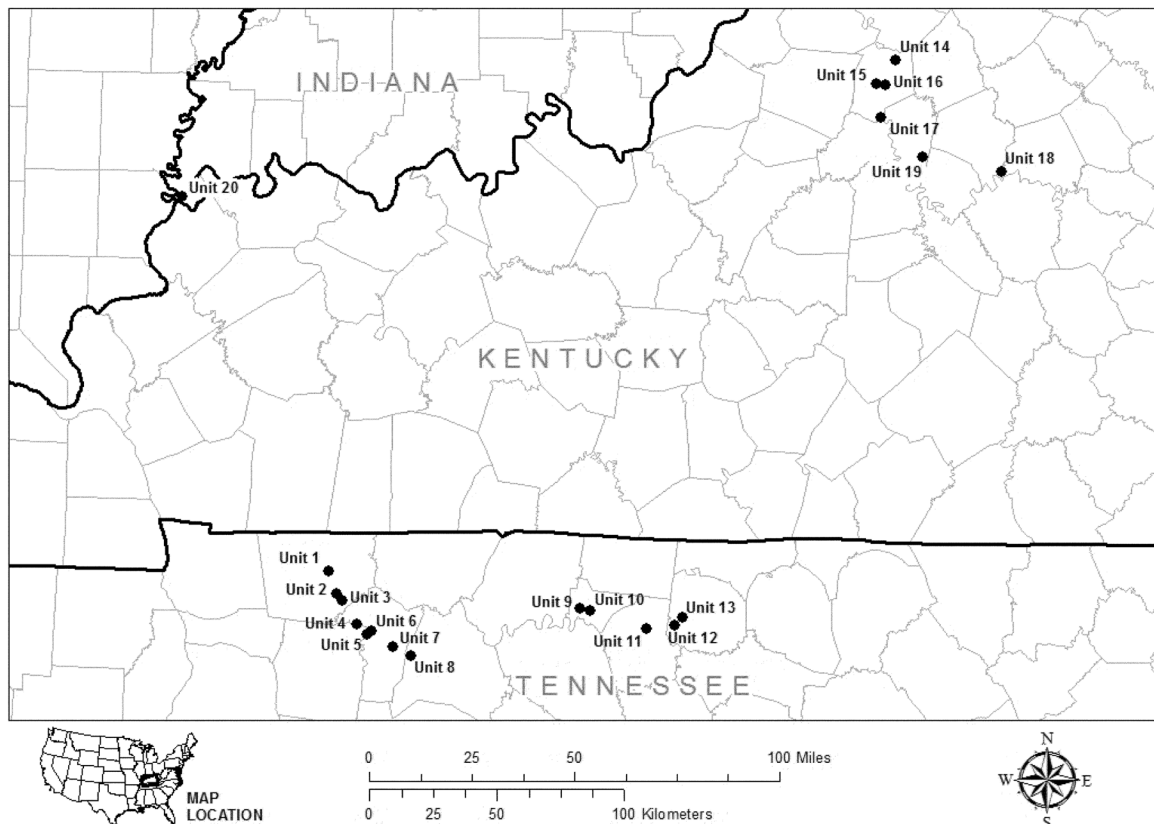 Unit 14
INDIANA
Unit 15
Unit 16
Unit 17
Unit 19
Unit 18
Unit 20
KENTUCKY
Unit 1
Unit 2
Unit 3
Unit 4
Unit 6
Unit 5
Unit 7
Unit 8
Unit 9
Unit 10
Unit 13
Unit 11
Unit 12
TENNESSEE
MAP
LOCATION
0 25 50 100 Miles
0 25 50 100 Kilometers
N
W E
S